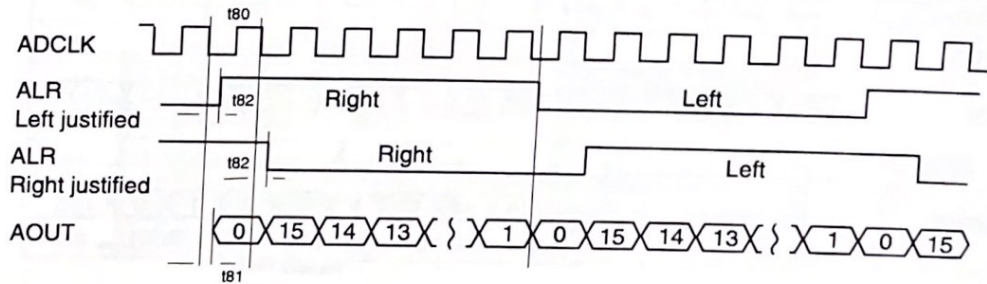 t80
ADCLK
ALR
Left justified
t82
Right
Left
ALR
Right justified
t82
Right
Left
AOUT
0 15 14 13 1 0 15 14 13 1 0 15
t81